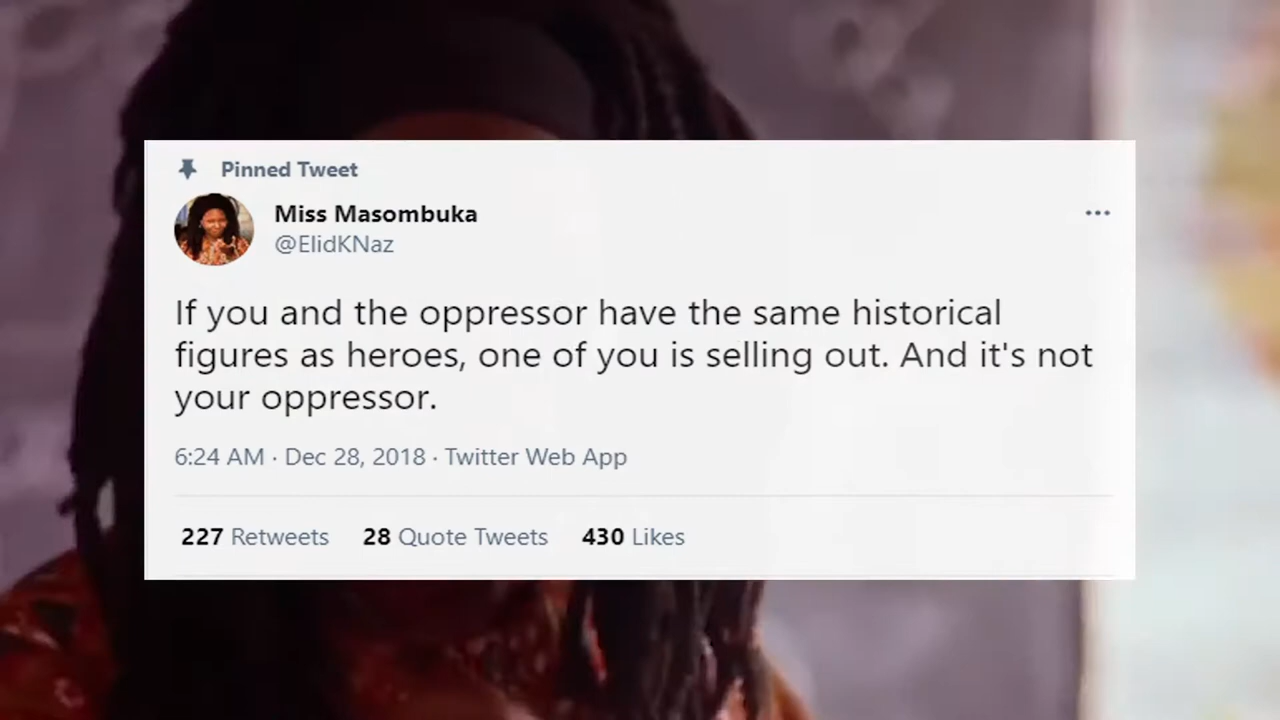 Pinned Tweet
Miss Masombuka
@ElidKNaz
If you and the oppressor have the same historical
figures as heroes, one of you is selling out. And it's not
your oppressor.
6:24 AM · Dec 28, 2018 · Twitter Web App
227 Retweets 28 Quote Tweets 430 Likes